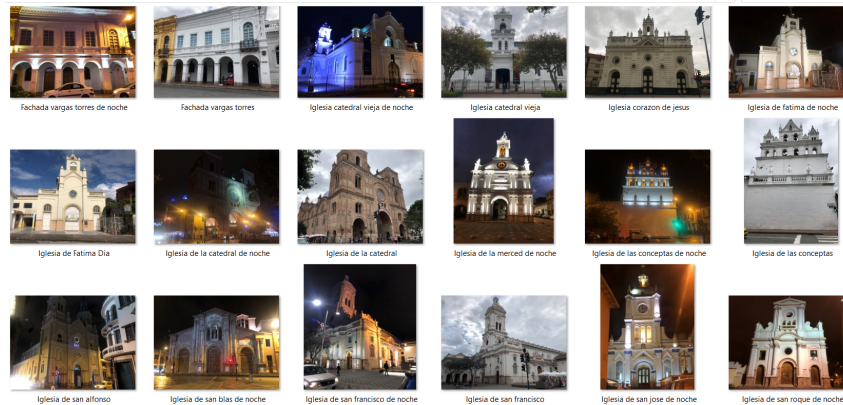 Fachada vargas torres de noche
Fachada vargas torres
Iglesia catedral vieja de noche
Iglesia catedral vieja
Iglesia corazon de jesus
Iglesia de fatima de noche
Iglesia de Fatima Dia
Iglesia de la catedral de noche
Iglesia de la catedral
Iglesia de la merced de noche
Iglesia de las conceptas de noche
Iglesia de las conceptas
Iglesia de san alfonso
Iglesia de san blas de noche
Iglesia de san francisco de noche
Iglesia de san francisco
Iglesia de san jose de noche
Iglesia de san roque de noche